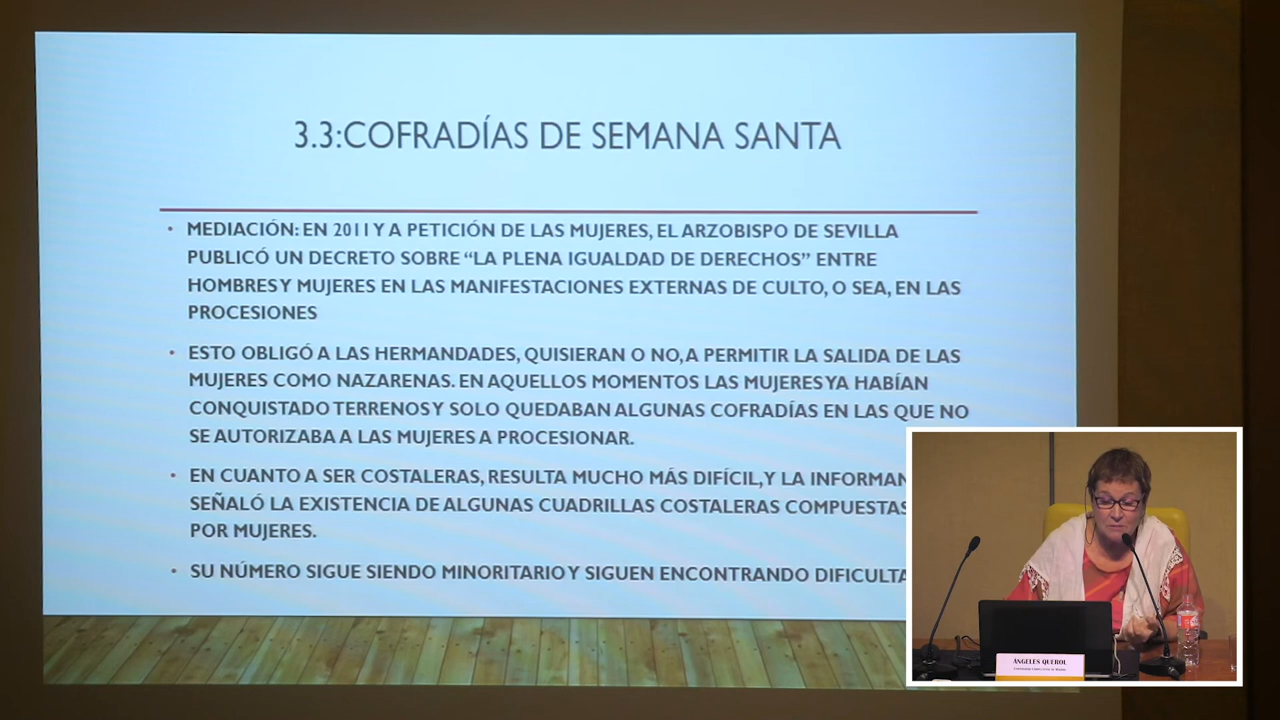 3.3:COFRADÍAS DE SEMANA SANTA
• MEDIACIÓN: EN 2011 Y A PETICIÓN DE LAS MUJERES, EL ARZOBISPO DE SEVILLA
PUBLICÓ UN DECRETO SOBRE “LA PLENA IGUALDAD DE DERECHOS” ENTRE
HOMBRES Y MUJERES EN LAS MANIFESTACIONES EXTERNAS DE CULTO, O SEA, EN LAS
PROCESIONES
• ESTO OBLIGÓ A LAS HERMANDADES, QUISIERAN O NO, A PERMITIR LA SALIDA DE LAS
MUJERES COMO NAZARENAS. EN AQUELLOS MOMENTOS LAS MUJERES YA HABÍAN
CONQUISTADO TERRENOS Y SOLO QUEDABAN ALGUNAS COFRADÍAS EN LAS QUE NO
SE AUTORIZABA A LAS MUJERES A PROCESIONAR.
• EN CUANTO A SER COSTALERAS, RESULTA MUCHO MÁS DIFÍCIL, Y LA INFORMAN
SEÑALÓ LA EXISTENCIA DE ALGUNAS CUADRILLAS COSTALERAS COMPUESTAS
POR MUJERES.
• SU NÚMERO SIGUE SIENDO MINORITARIO Y SIGUEN ENCONTRANDO DIFICULTA
ÁNGELES QUEROL